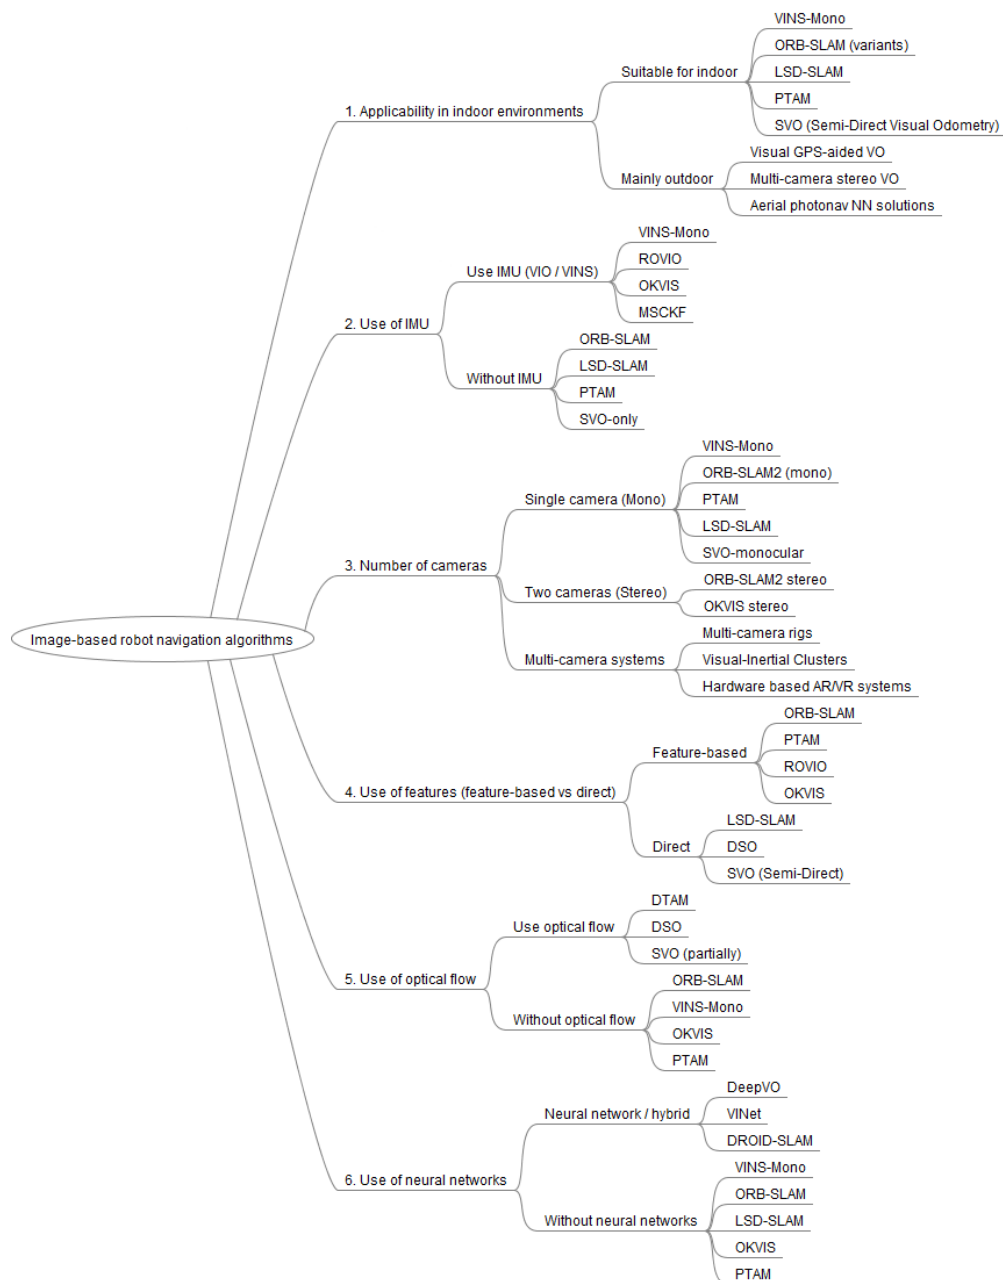 Image-based robot navigation algorithms
1. Applicability in indoor environments
Suitable for indoor
VINS-Mono
ORB-SLAM (variants)
LSD-SLAM
PTAM
SVO (Semi-Direct Visual Odometry)
Mainly outdoor
Visual GPS-aided VO
Multi-camera stereo VO
Aerial photonav NN solutions
2. Use of IMU
Use IMU (VIO / VINS)
VINS-Mono
ROVIO
OKVIS
MSCKF
Without IMU
ORB-SLAM
LSD-SLAM
PTAM
SVO-only
3. Number of cameras
Single camera (Mono)
VINS-Mono
ORB-SLAM2 (mono)
PTAM
LSD-SLAM
SVO-monocular
Two cameras (Stereo)
ORB-SLAM2 stereo
OKVIS stereo
Multi-camera systems
Multi-camera rigs
Visual-Inertial Clusters
Hardware based AR/VR systems
4. Use of features (feature-based vs direct)
Feature-based
ORB-SLAM
PTAM
ROVIO
OKVIS
Direct
LSD-SLAM
DSO
SVO (Semi-Direct)
5. Use of optical flow
Use optical flow
DTAM
DSO
SVO (partially)
Without optical flow
ORB-SLAM
VINS-Mono
OKVIS
PTAM
6. Use of neural networks
Neural network / hybrid
DeepVO
VINet
DROID-SLAM
Without neural networks
VINS-Mono
ORB-SLAM
LSD-SLAM
OKVIS
PTAM